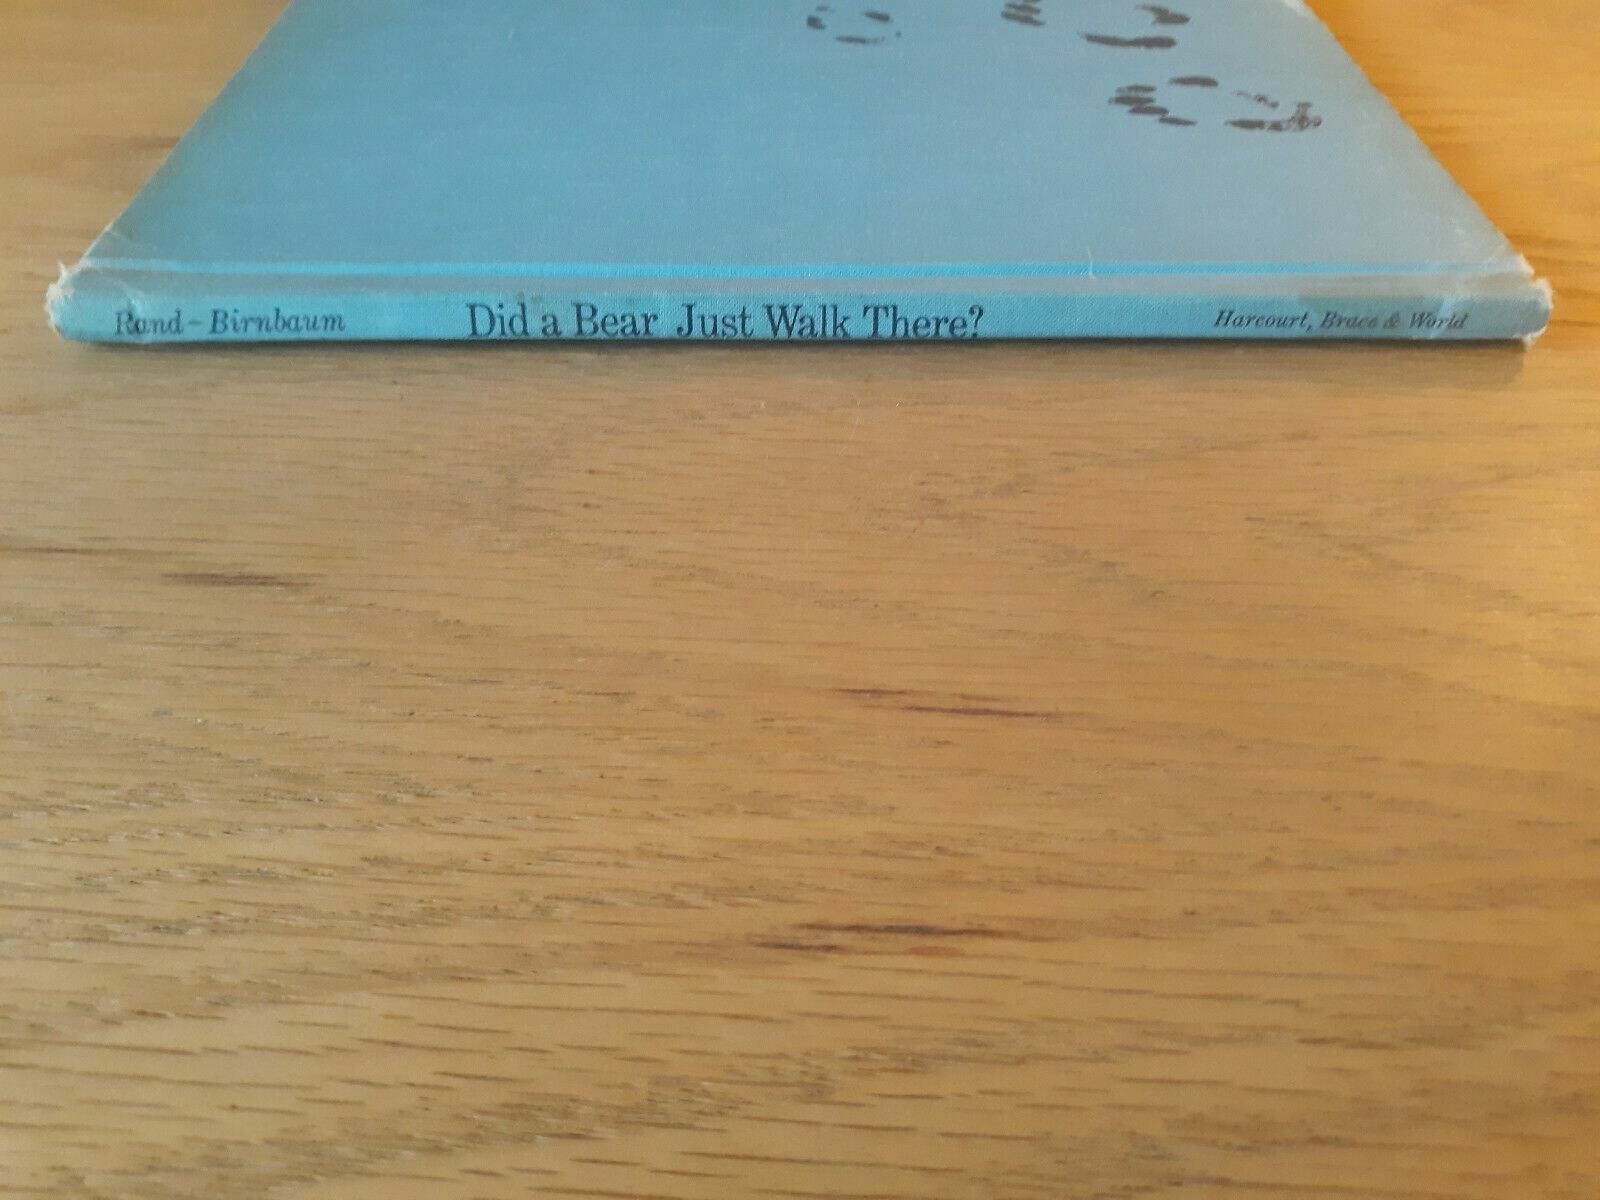 Rand-Birnbaum Did a Bear Just Walk There? Harcourt, Brace & World